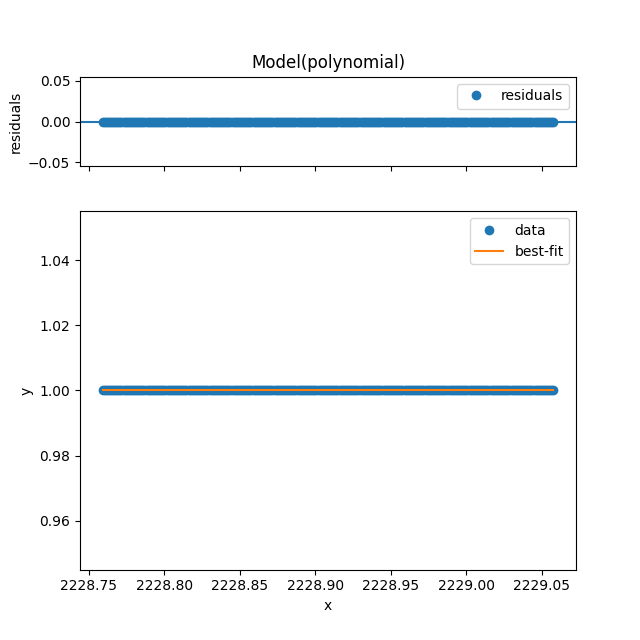 Model(polynomial)
0.05
0.00
−0.05
residuals
residuals
data
best-fit
1.04
1.02
1.00
0.98
0.96
y
2228.75 2228.80 2228.85 2228.90 2228.95 2229.00 2229.05
x